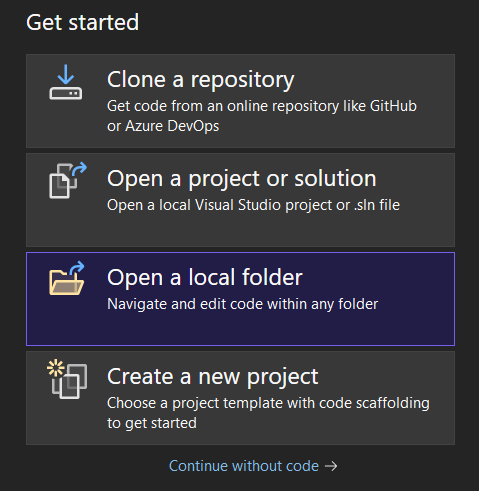 Get started
Clone a repository
Get code from an online repository like GitHub
or Azure DevOps
Open a project or solution
Open a local Visual Studio project or .sln file
Open a local folder
Navigate and edit code within any folder
Create a new project
Choose a project template with code scaffolding
to get started
Continue without code →